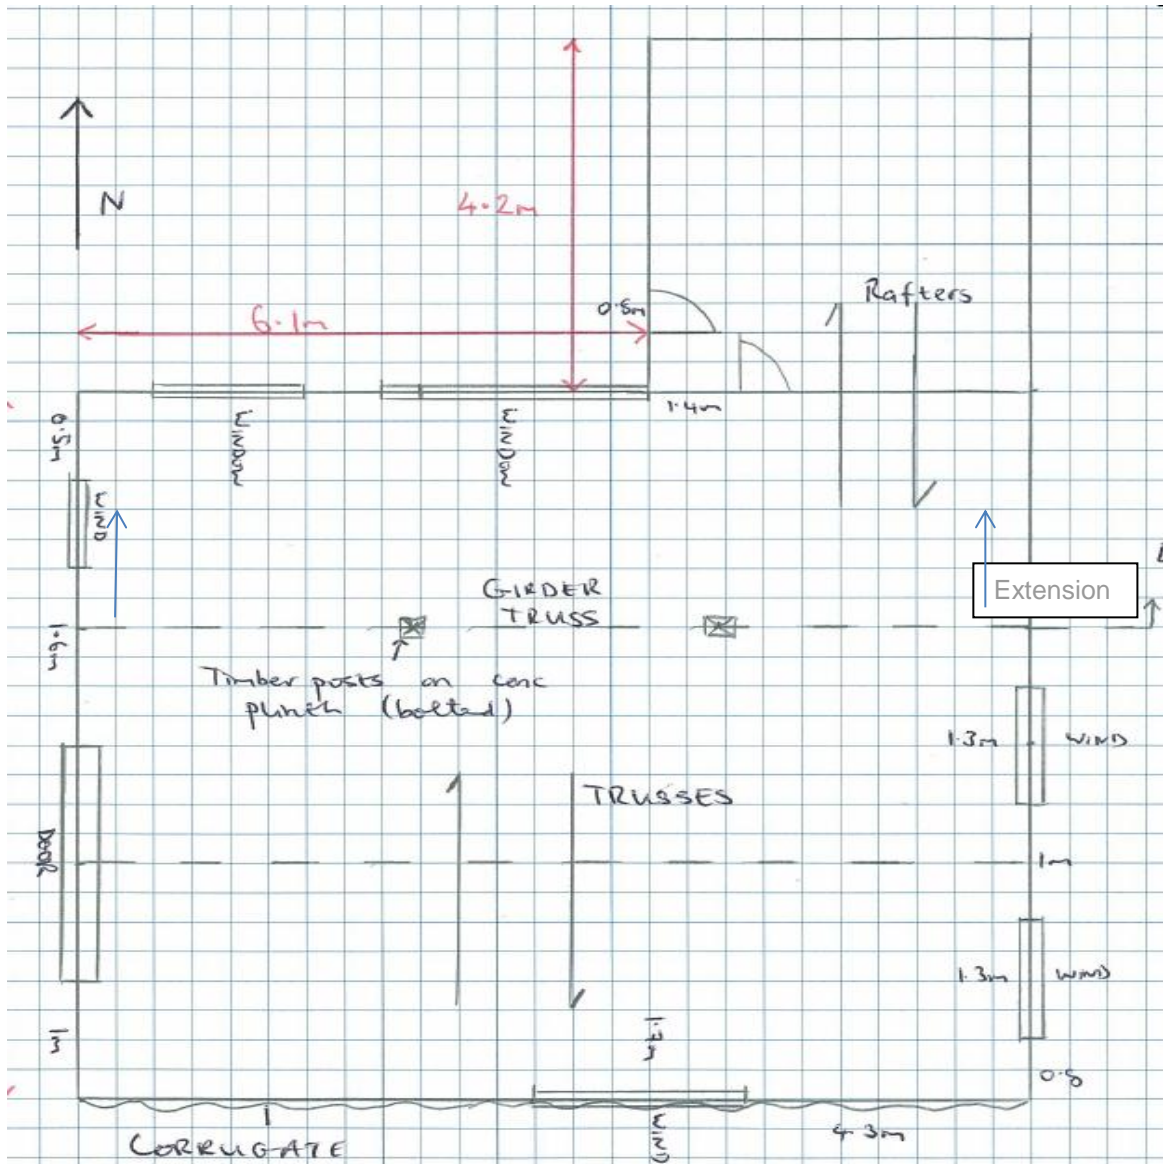 N
4.2m
Rafters
0.8m
6.1m
1.4m
0.5m
WINDOW
WINDOW
WIND
Extension
GIRDER
TRUSS
1.6m
Timber posts on conc
plinth (bolted)
1.3m
WIND
TRUSSES
DOOR
1m
1.3m
WIND
1m
1.7m
0.8
WIND
4.3m
CORRUGATE